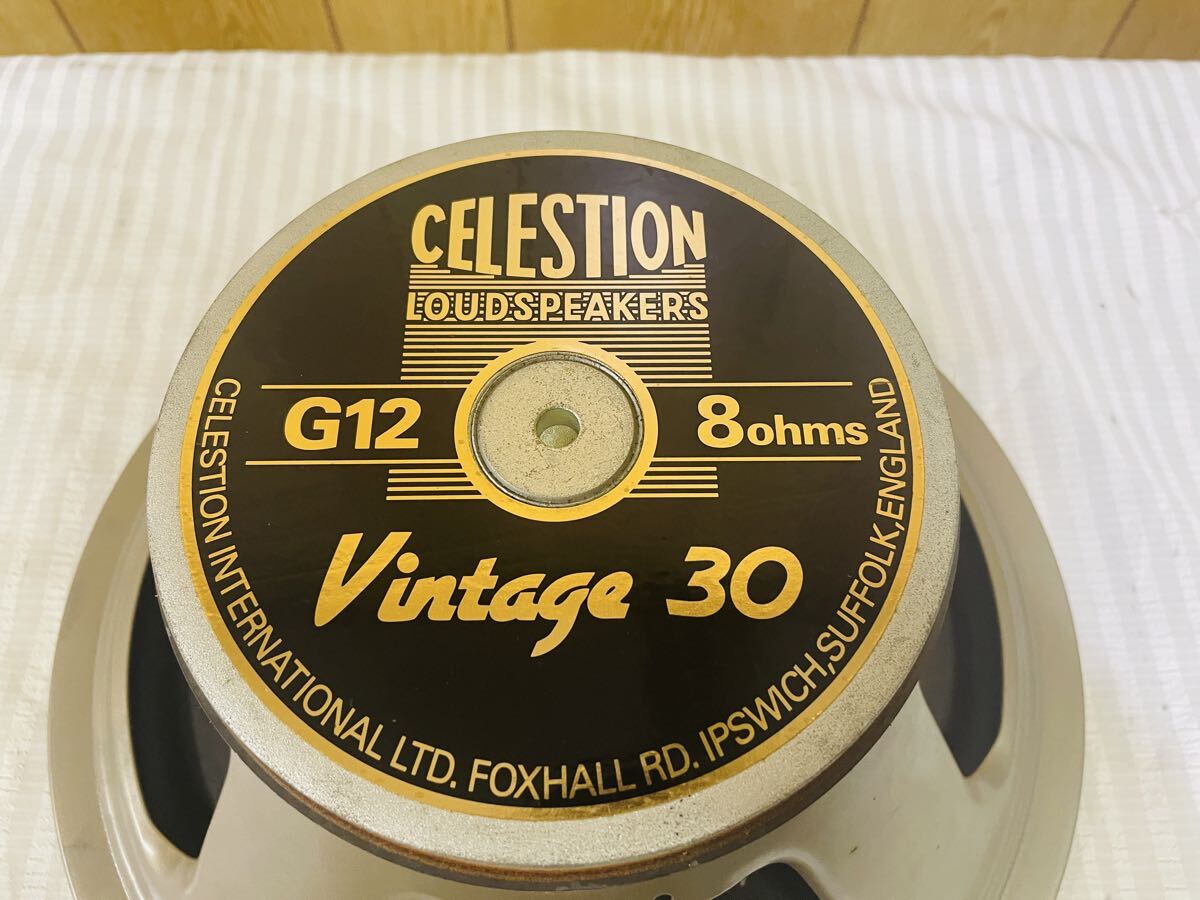 CELESTION
LOUDSPEAKERS
G12
8ohms
Vintage 30
CELESTION INTERNATIONAL LTD. FOXHALL RD. IPSWICH,SUFFOLK,ENGLAND